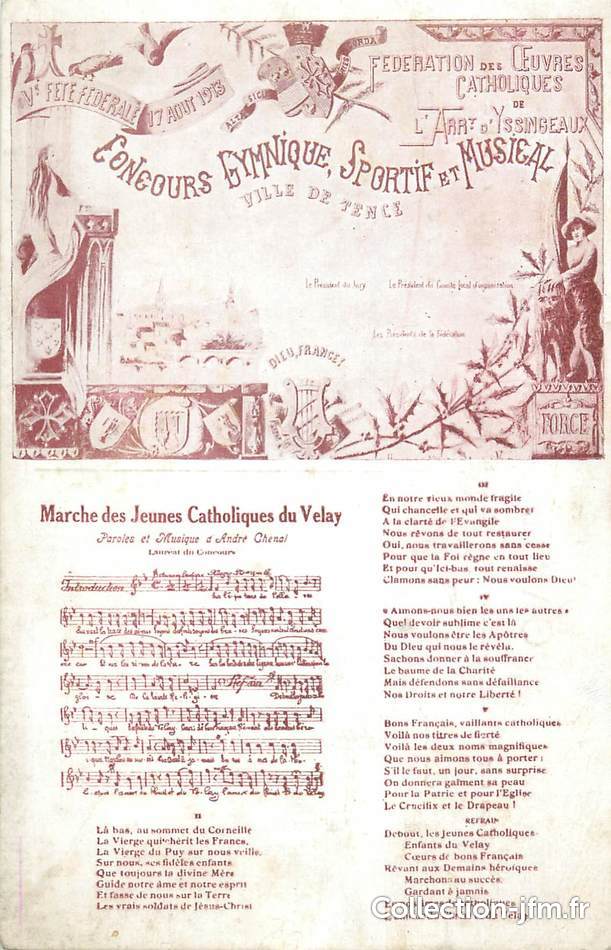 Vᵉ FÊTE FÉDÉRALE 17 AOUT 1913
FÉDÉRATION DES ŒUVRES
CATHOLIQUES
DE
L'ARRᵗ D'YSSINGEAUX
CONCOURS GYMNIQUE, SPORTIF ET MUSICAL
VILLE DE TENCE
Le Président du Jury
Le Président du Comité local d'organisation
Les Présidents de la Fédération
DIEU, FRANCE!
FORCE
Marche des Jeunes Catholiques du Velay
Paroles et Musique d'André Chenal
Lauréat du Concours
Introduction
Refrain
II
Là bas, au sommet du Corneille
La Vierge qui chérit les Francs,
La Vierge du Puy sur nous veille,
Sur nous, ses fidèles enfants
Que toujours la divine Mère
Guide notre âme et notre esprit
Et fasse de nous sur la Terre
Les vrais soldats de Jésus-Christ
III
En notre vieux monde fragile
Qui chancelle et qui va sombrer
A la clarté de l'Evangile
Nous rêvons de tout restaurer
Oui, nous travaillerons sans cesse
Pour que la Foi règne en tout lieu
Et pour qu'Ici-bas tout renaisse
Clamons sans peur : Nous voulons Dieu!
IV
« Aimons-nous bien les uns les autres »
Quel devoir sublime c'est là
Nous voulons être les Apôtres
Du Dieu qui nous le révéla.
Sachons donner à la souffrance
Le baume de la Charité
Mais défendons sans défaillance
Nos Droits et notre Liberté !
V
Bons Français, vaillants catholiques
Voilà nos titres de fierté
Voilà les deux noms magnifiques
Que nous aimons tous à porter :
S'il le faut, un jour, sans surprise
On donnera gaîment sa peau
Pour la Patrie et pour l'Eglise
Le Crucifix et le Drapeau !
REFRAIN
Debout, les Jeunes Catholiques
Enfants du Velay
Cœurs de bons Français
Rêvant aux Demains héroïques
Marchons au succès
Gardant à jamais
Collection-jfm.fr